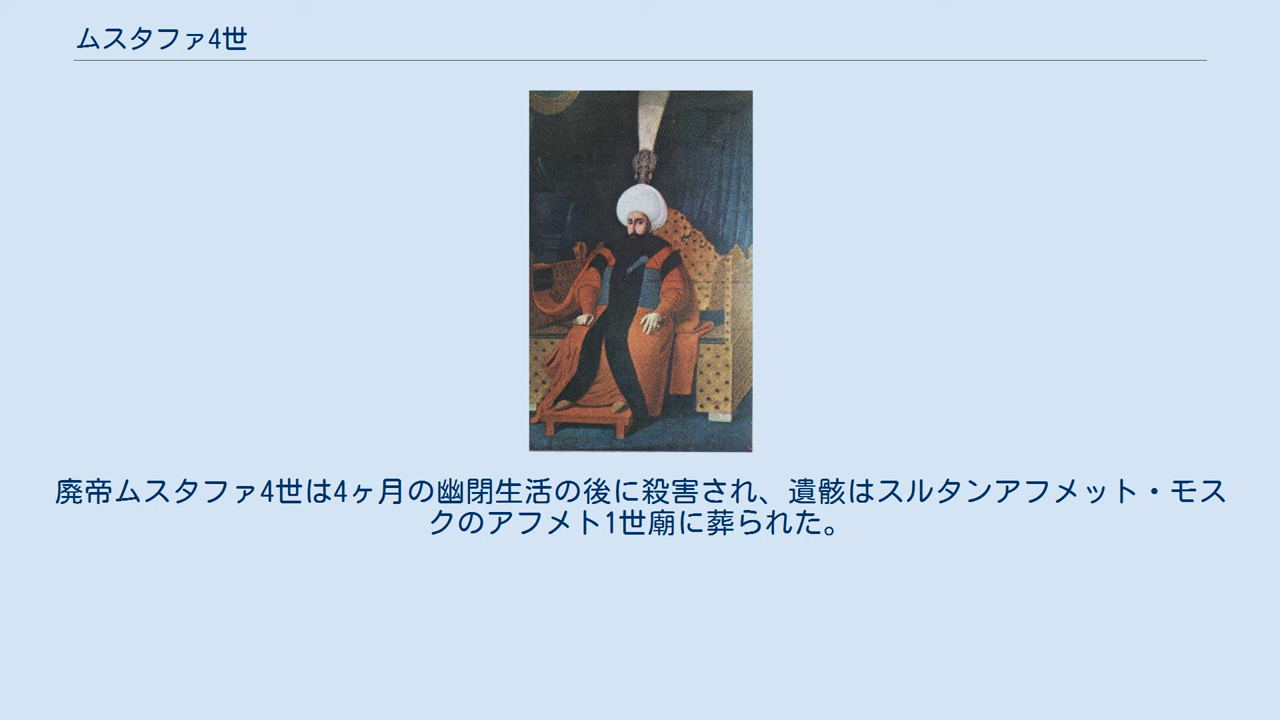 ムスタファ4世
廃帝ムスタファ4世は4ヶ月の幽閉生活の後に殺害され、遺骸はスルタンアフメット・モス
クのアフメト1世廟に葬られた。